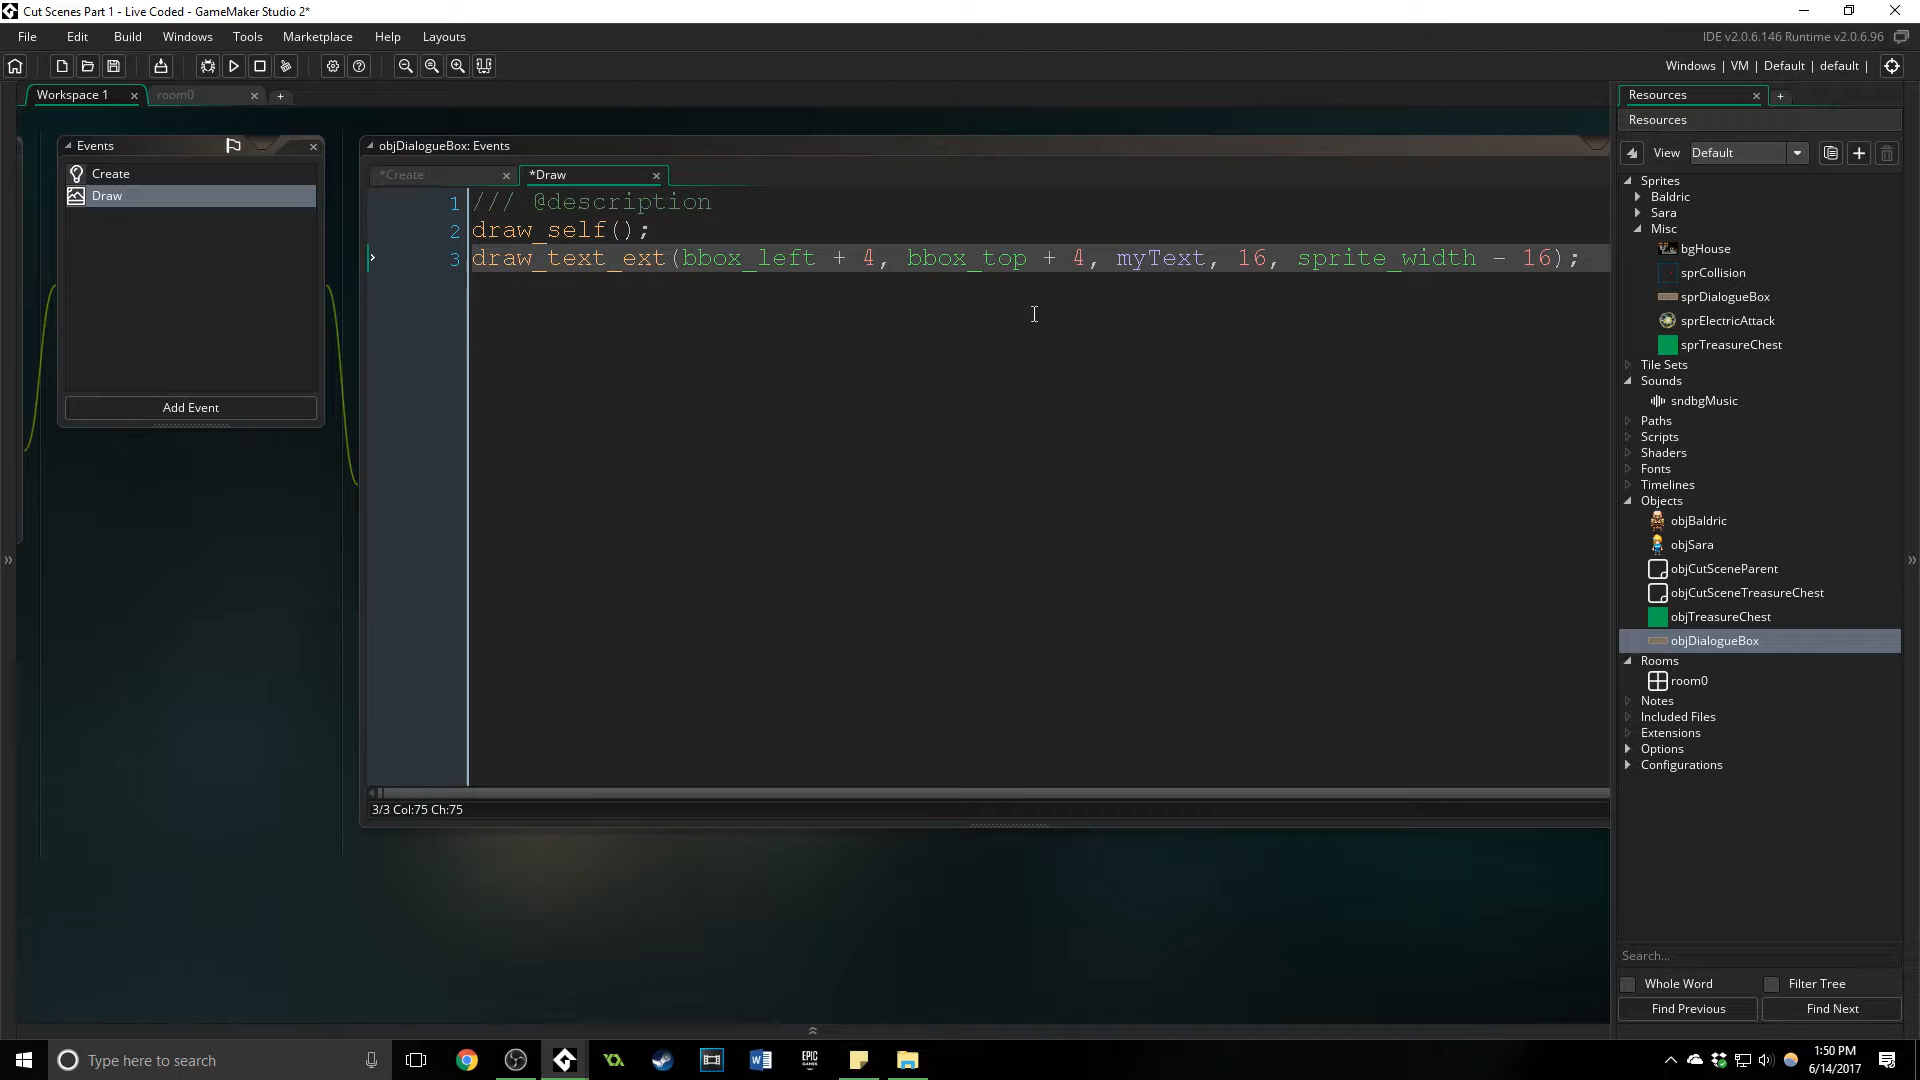 Cut Scenes Part 1 - Live Coded - GameMaker Studio 2*
File Edit Build Windows Tools Marketplace Help Layouts
IDE v2.0.6.146 Runtime v2.0.6.96
Windows | VM | Default | default |
Workspace 1
room0
Resources
Resources
View Default
Events
Create
Draw
Add Event
objDialogueBox: Events
*Create
*Draw
1 /// @description
2 draw_self();
3 draw_text_ext(bbox_left + 4, bbox_top + 4, myText, 16, sprite_width - 16);
3/3 Col:75 Ch:75
Sprites
Baldric
Sara
Misc
bgHouse
sprCollision
sprDialogueBox
sprElectricAttack
sprTreasureChest
Tile Sets
Sounds
sndbgMusic
Paths
Scripts
Shaders
Fonts
Timelines
Objects
objBaldric
objSara
objCutSceneParent
objCutSceneTreasureChest
objTreasureChest
objDialogueBox
Rooms
room0
Notes
Included Files
Extensions
Options
Configurations
Search...
Whole Word Filter Tree
Find Previous Find Next
Type here to search
EPIC GAMES
1:50 PM
6/14/2017